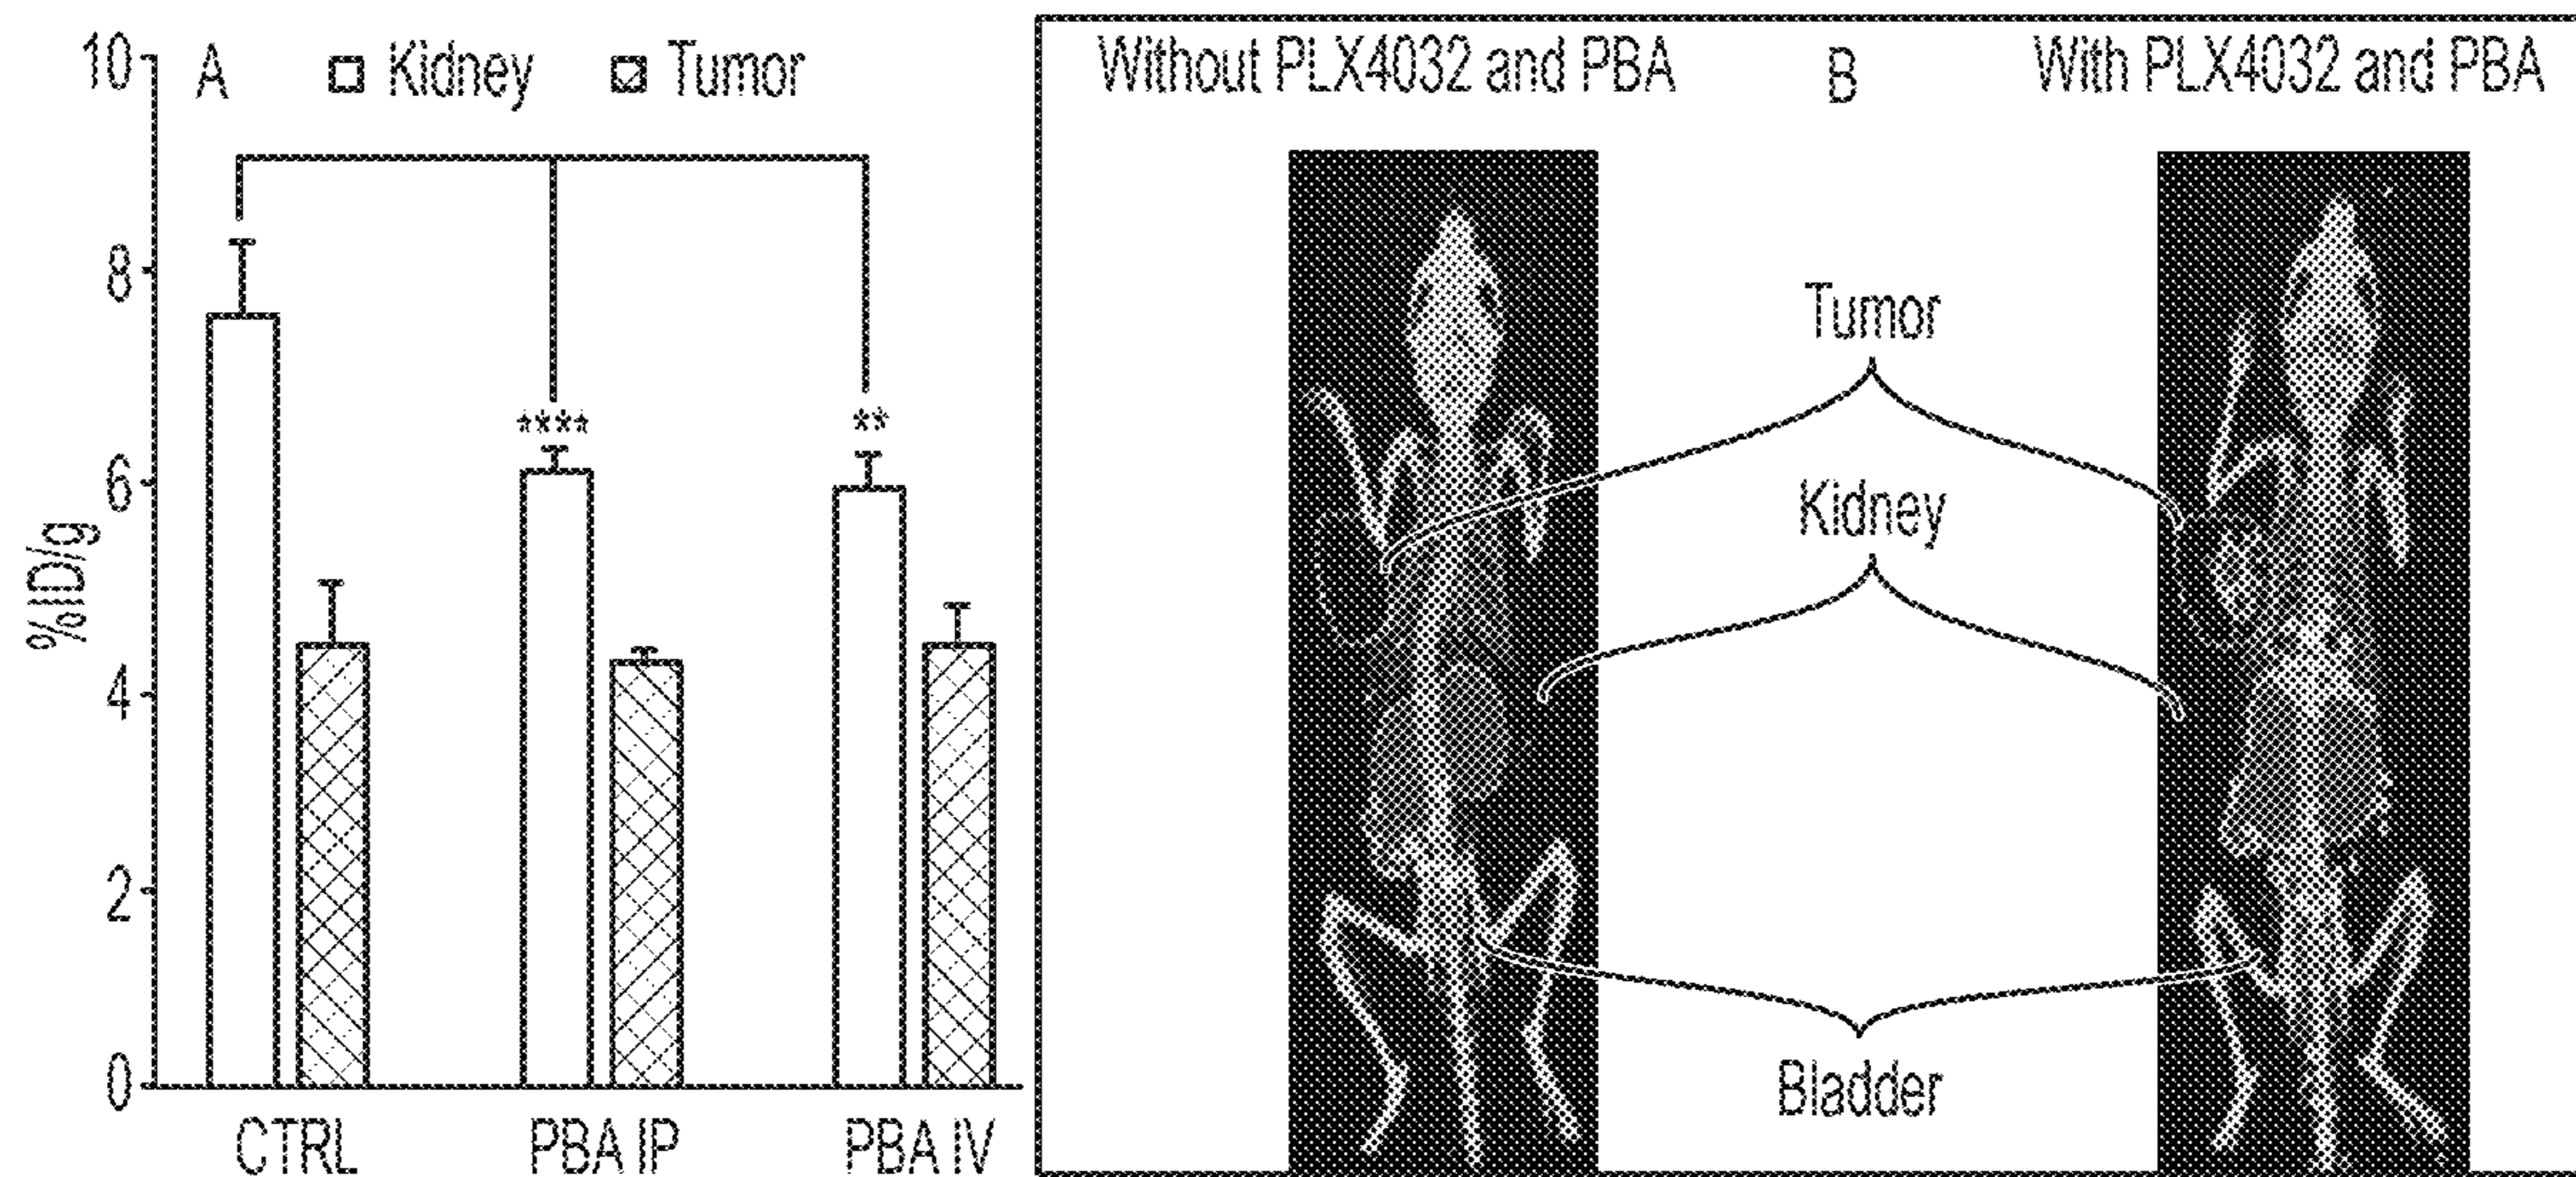 A
Kidney
Tumor
%ID/g
10
8
6
4
2
0
****
**
CTRL
PBA IP
PBA IV
Without PLX4032 and PBA
B
With PLX4032 and PBA
Tumor
Kidney
Bladder